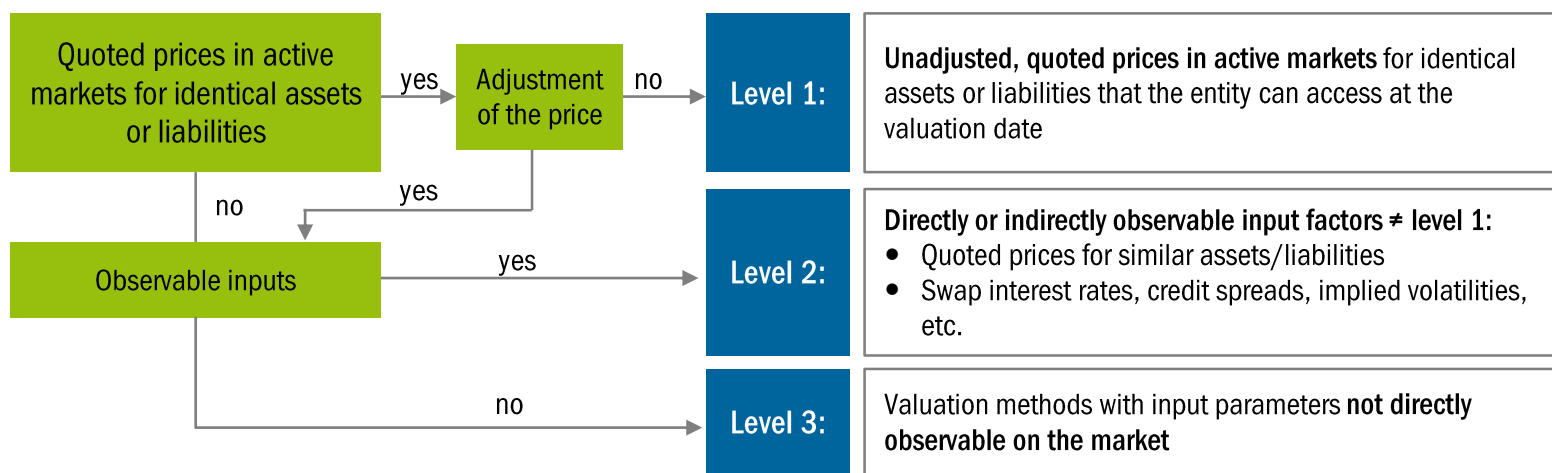 Quoted prices in active
markets for identical assets
or liabilities
yes
Adjustment
of the price
no
Level 1:
Unadjusted, quoted prices in active markets for identical
assets or liabilities that the entity can access at the
valuation date
no
yes
Observable inputs
yes
Level 2:
Directly or indirectly observable input factors ≠ level 1:
● Quoted prices for similar assets/liabilities
● Swap interest rates, credit spreads, implied volatilities,
etc.
no
Level 3:
Valuation methods with input parameters not directly
observable on the market